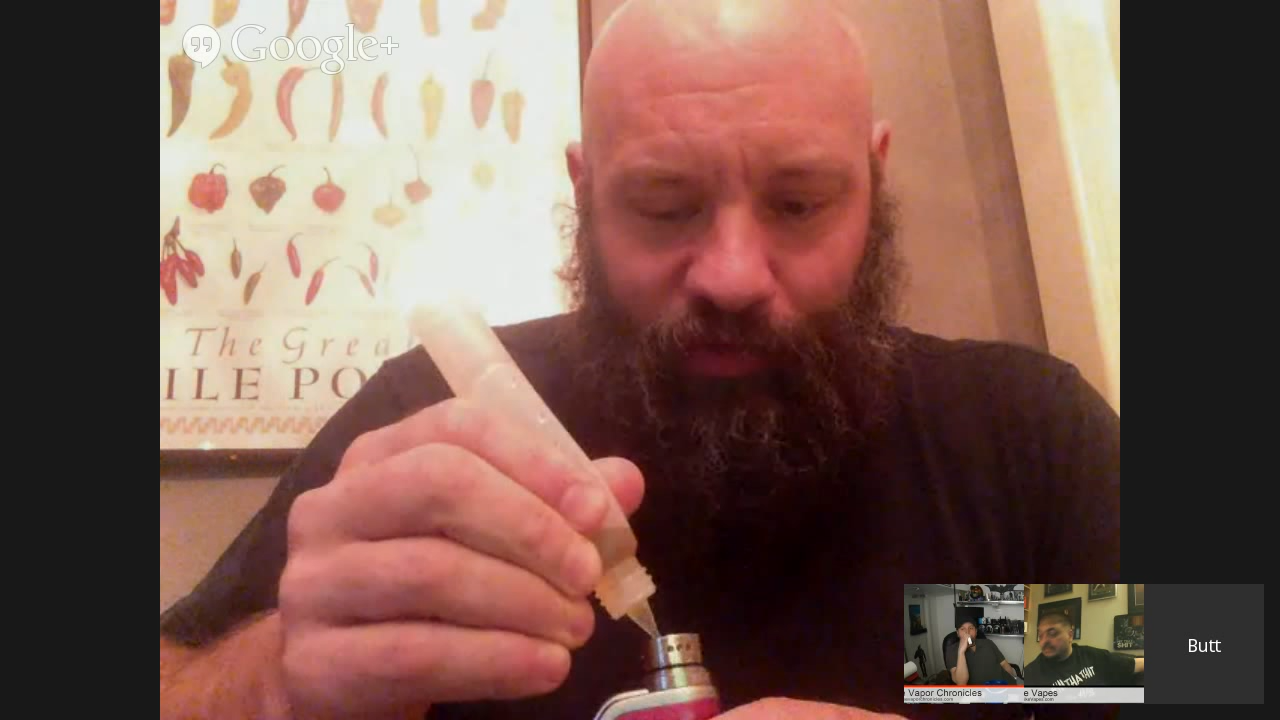 Google+
The Grea
ILE PO
Vapor Chronicles
e Vapes
Butt